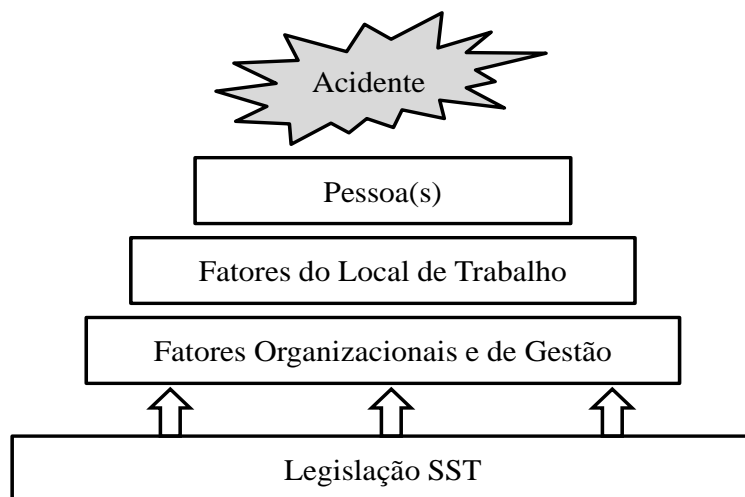 Acidente
Pessoa(s)
Fatores do Local de Trabalho
Fatores Organizacionais e de Gestão
Legislação SST